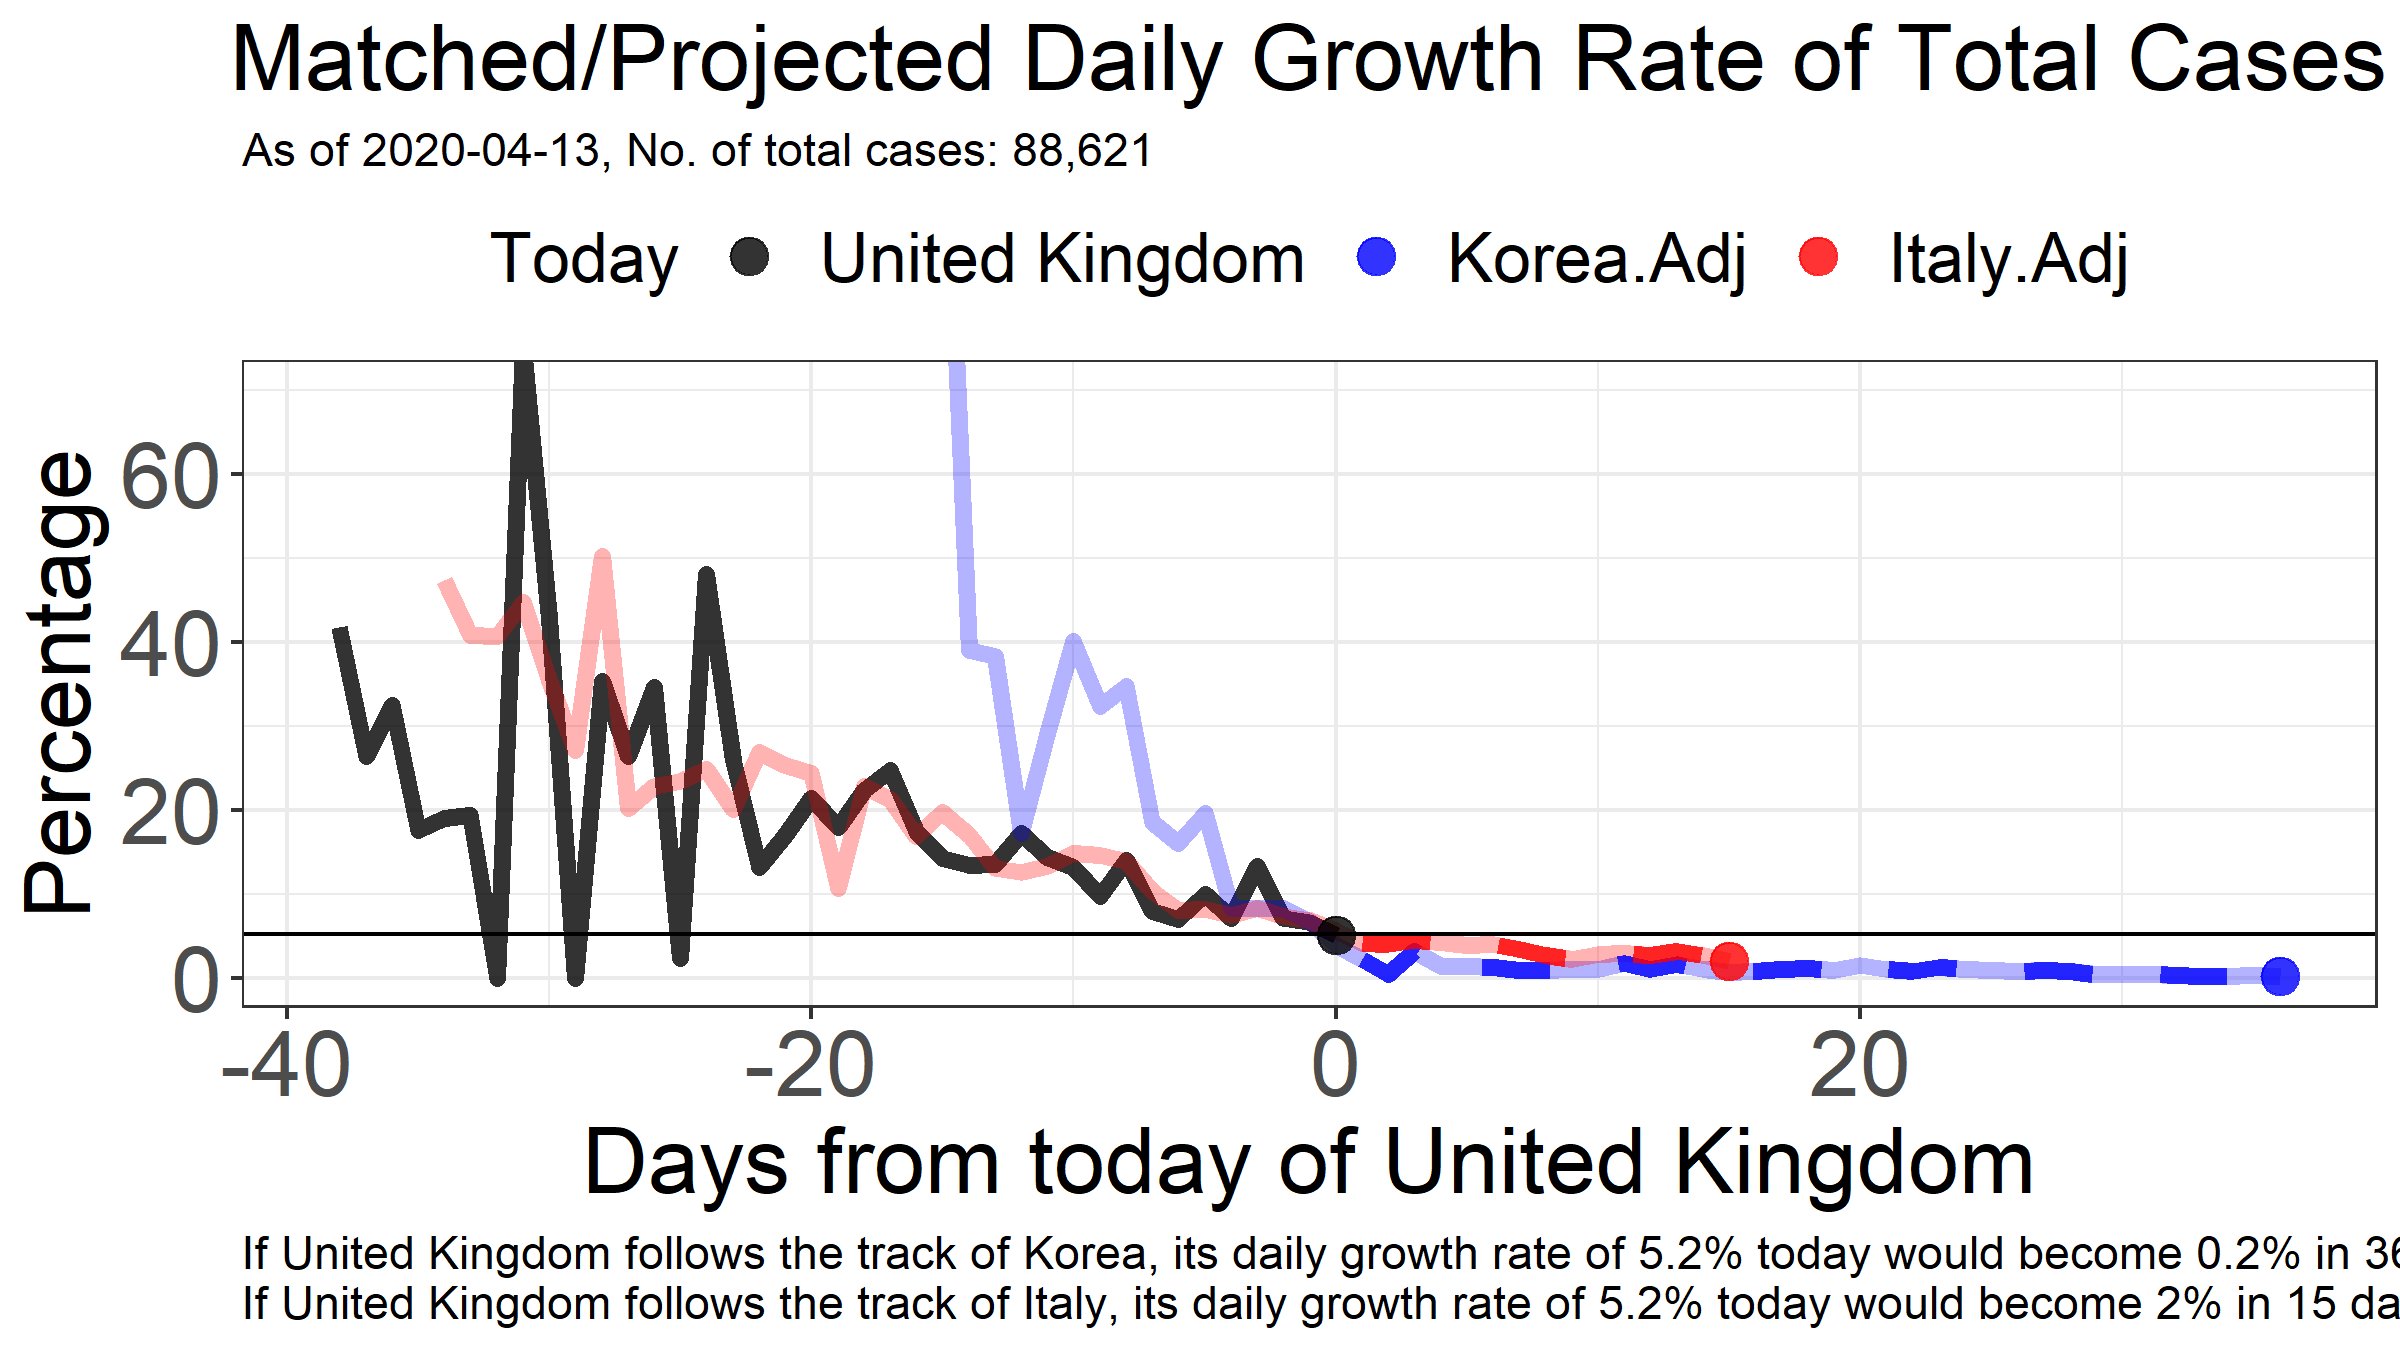 Matched/Projected Daily Growth Rate of Total Cases
As of 2020-04-13, No. of total cases: 88,621
Today United Kingdom Korea.Adj Italy.Adj
Percentage
60
40
20
0
-40 -20 0 20
Days from today of United Kingdom
If United Kingdom follows the track of Korea, its daily growth rate of 5.2% today would become 0.2% in 36
If United Kingdom follows the track of Italy, its daily growth rate of 5.2% today would become 2% in 15 da